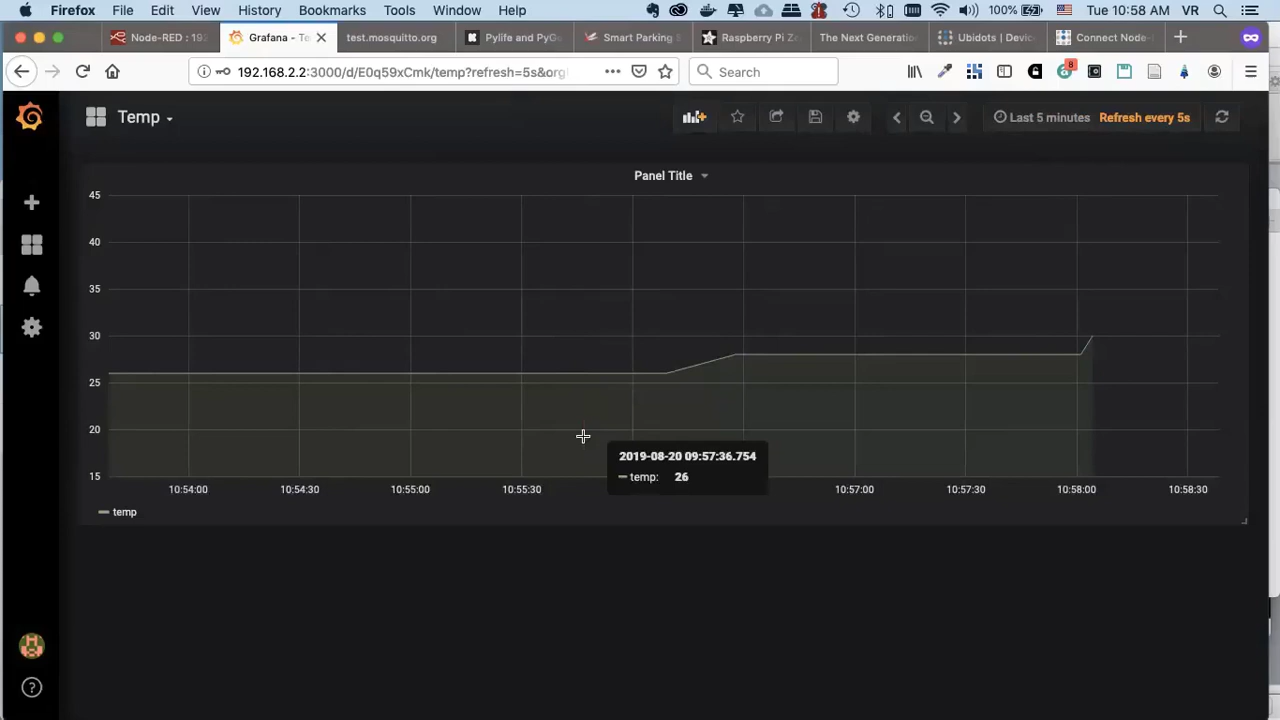 Firefox File Edit View History Bookmarks Tools Window Help 100% Tue 10:58 AM VR
Node-RED : 192 Grafana - Te test.mosquitto.org Pylife and PyGo Smart Parking S Raspberry Pi Ze The Next Generatio Ubidots | Devic Connect Node-
192.168.2.2:3000/d/E0q59xCmk/temp?refresh=5s&org Search 8
Temp Last 5 minutes Refresh every 5s
Panel Title
45
40
35
30
25
20
15
2019-08-20 09:57:36.754
temp: 26
10:54:00 10:54:30 10:55:00 10:55:30 10:57:00 10:57:30 10:58:00 10:58:30
temp